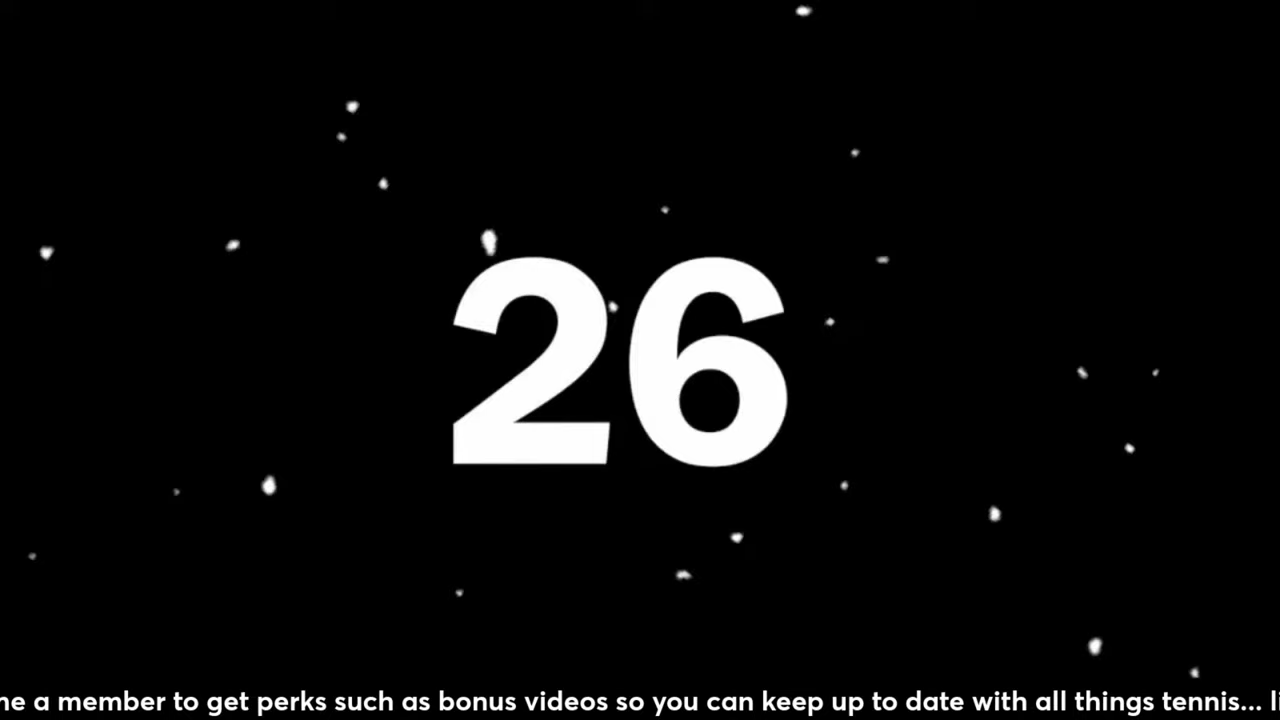 26
a member to get perks such as bonus videos so you can keep up to date with all things tennis...